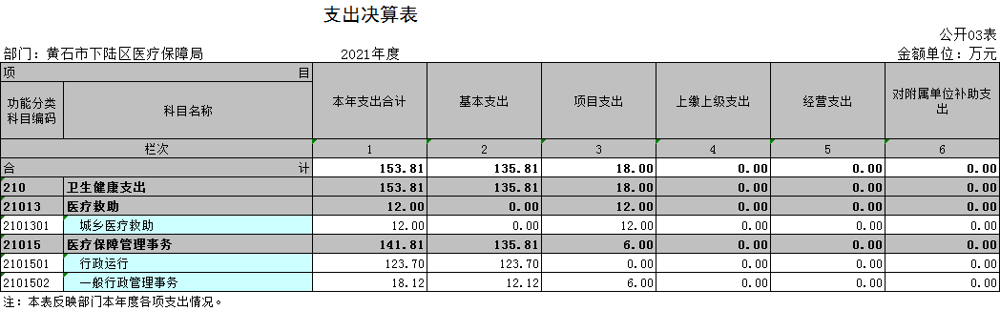 支出决算表
公开03表
部门：黄石市下陆区医疗保障局 2021年度 金额单位：万元
项 目 本年支出合计 基本支出 项目支出 上缴上级支出 经营支出 对附属单位补助支出
功能分类科目编码 科目名称
栏次 1 2 3 4 5 6
合 计 153.81 135.81 18.00 0.00 0.00 0.00
210 卫生健康支出 153.81 135.81 18.00 0.00 0.00 0.00
21013 医疗救助 12.00 0.00 12.00 0.00 0.00 0.00
2101301 城乡医疗救助 12.00 0.00 12.00 0.00 0.00 0.00
21015 医疗保障管理事务 141.81 135.81 6.00 0.00 0.00 0.00
2101501 行政运行 123.70 123.70 0.00 0.00 0.00 0.00
2101502 一般行政管理事务 18.12 12.12 6.00 0.00 0.00 0.00
注：本表反映部门本年度各项支出情况。